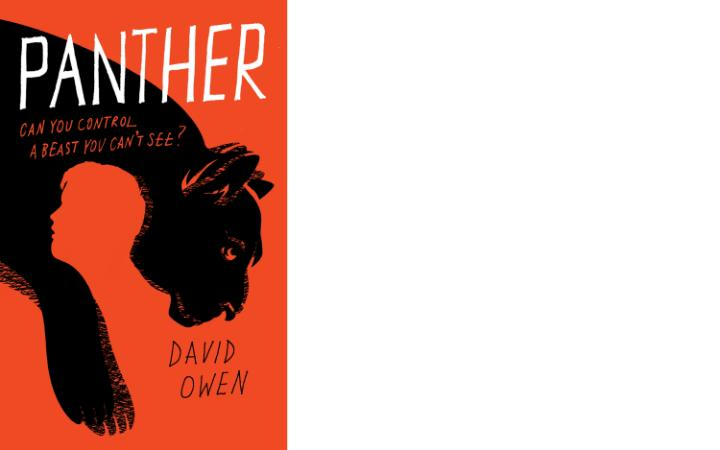 PANTHER
CAN YOU CONTROL
A BEAST YOU CAN'T SEE?
DAVID
OWEN